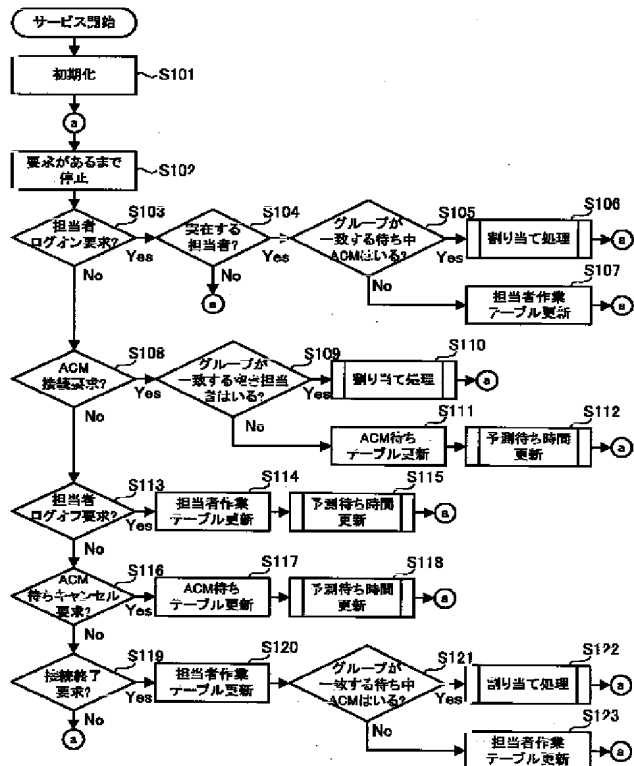 サービス開始
初期化
S101
a
要求があるまで
停止
S102
担当者
ログイン要求?
S103
Yes
No
実在する
担当者?
S104
Yes
No
a
グループが
一致する待ち中
ACMはいる?
S105
Yes
No
割り当て処理
S106
a
担当者作業
テーブル更新
S107
a
ACM
接続要求?
S108
Yes
No
グループが
一致する空き担当
者はいる?
S109
Yes
No
割り当て処理
S110
a
ACM待ち
テーブル更新
S111
予測待ち時間
更新
S112
a
担当者
ログオフ要求?
S113
Yes
No
担当者作業
テーブル更新
S114
予測待ち時間
更新
S115
a
ACM
待ちキャンセル
要求?
S116
Yes
No
ACM待ち
テーブル更新
S117
予測待ち時間
更新
S118
a
接続終了
要求?
S119
Yes
No
a
担当者作業
テーブル更新
S120
グループが
一致する待ち中
ACMはいる?
S121
Yes
No
割り当て処理
S122
a
担当者作業
テーブル更新
S123
a